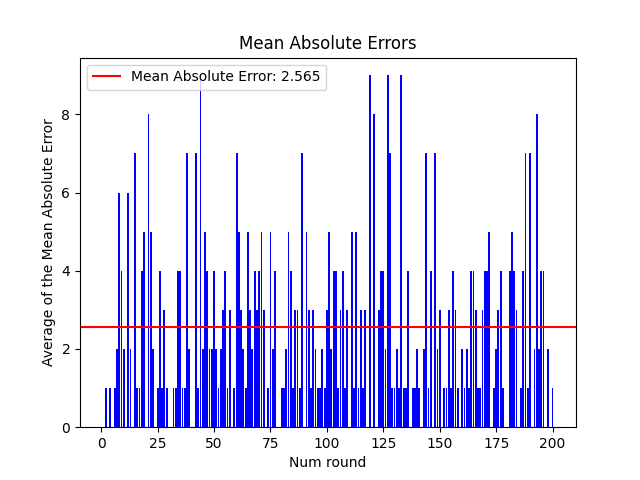 Mean Absolute Errors
Mean Absolute Error: 2.565
Average of the Mean Absolute Error
8
6
4
2
0
0 25 50 75 100 125 150 175 200
Num round